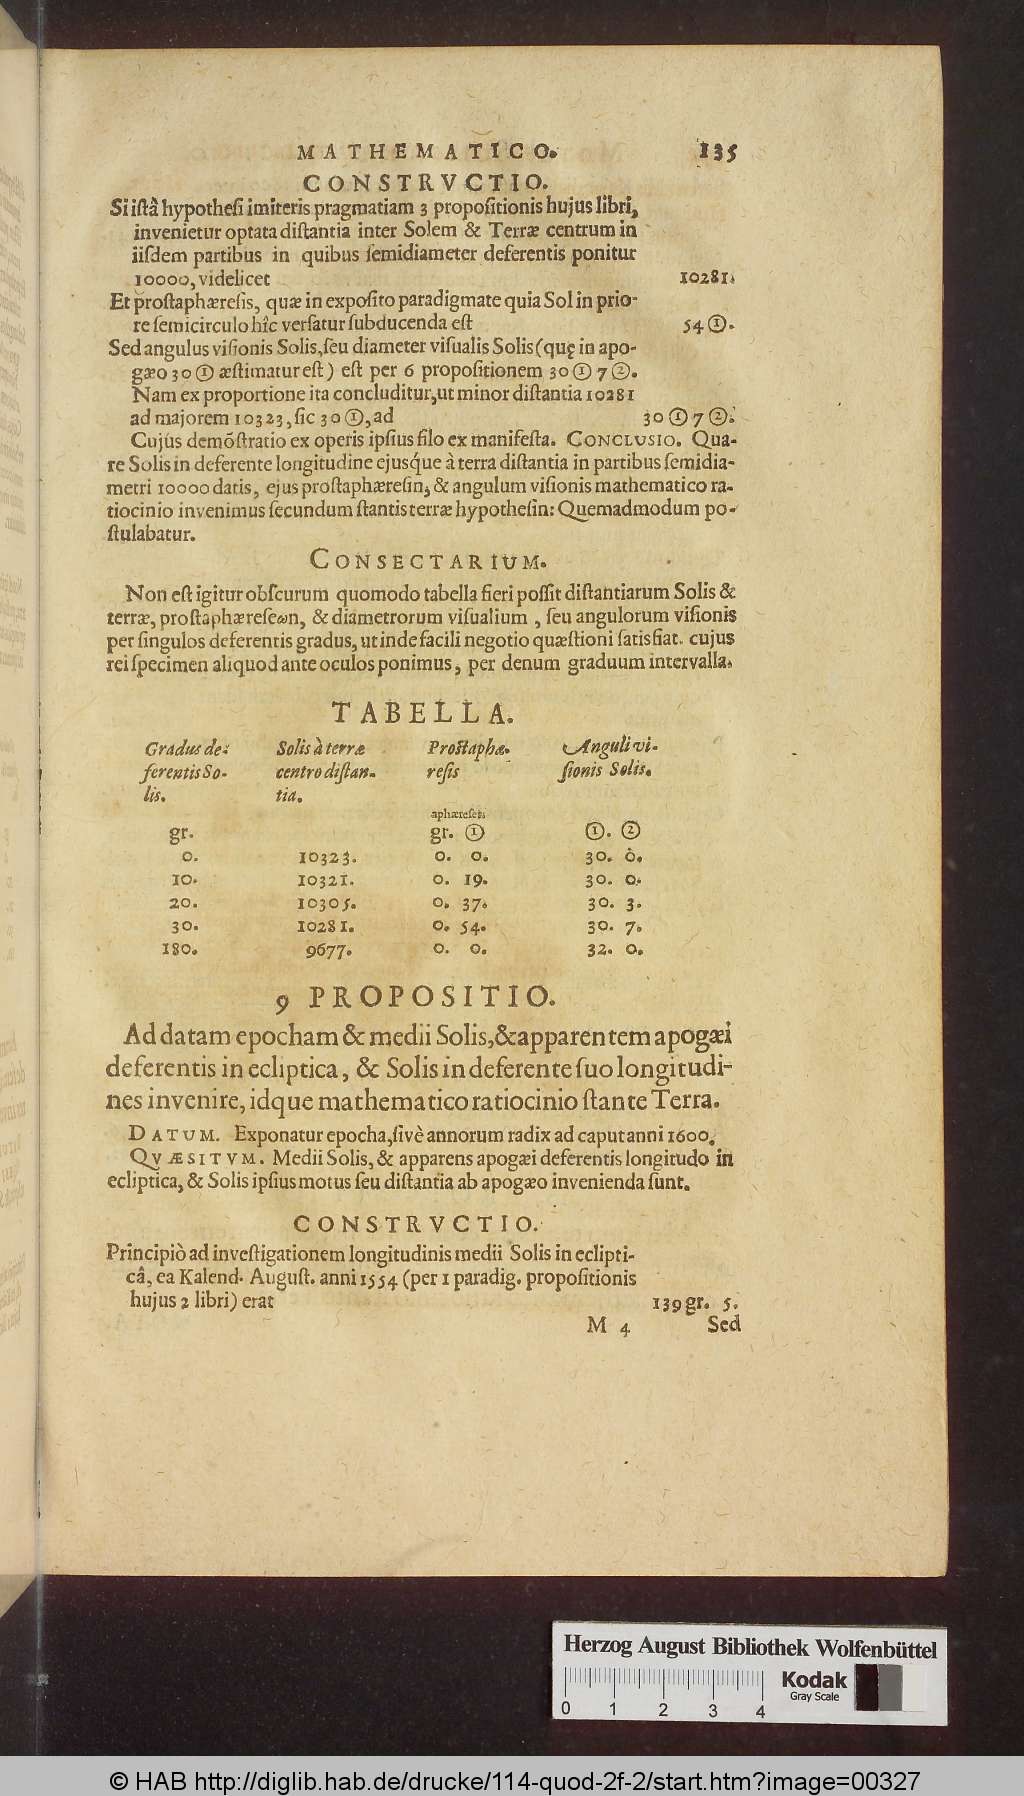 MATHEMATICO. 135
CONSTRVCTIO.
Si istâ hypothesi imiteris pragmatiam 3 propositionis hujus libri,
invenietur optata distantia inter Solem & Terræ centrum in
iisdem partibus in quibus semidiameter deferentis ponitur
10000, videlicet 10281.
Et prostaphæresis, quæ in exposito paradigmate quia Sol in prio-
re semicirculo hîc versatur subducenda est 54 ①.
Sed angulus visionis Solis, seu diameter visualis Solis (quę in apo-
gæo 30 ① æstimatur est) est per 6 propositionem 30 ① 7 ②.
Nam ex proportione ita concluditur, ut minor distantia 10281
ad majorem 10323, sic 30 ①, ad 30 ① 7 ②.
Cujus demõstratio ex operis ipsius filo ex manifesta. CONCLVSIO. Qua-
re Solis in deferente longitudine ejusq́ue à terra distantia in partibus semidia-
metri 10000 datis, ejus prostaphæresin, & angulum visionis mathematico ra-
tiocinio invenimus secundum stantis terræ hypothesin: Quemadmodum po-
stulabatur.
CONSECTARIUM.
Non est igitur obscurum quomodo tabella fieri possit distantiarum Solis &
terræ, prostaphæreseωn, & diametrorum visualium, seu angulorum visionis
per singulos deferentis gradus, ut inde facili negotio quæstioni satisfiat. cujus
rei specimen aliquod ante oculos ponimus, per denum graduum intervalla.
TABELLA.
Gradus de- Solis à terræ Prostaphæ- Anguli vi-
ferentis So- centro distan- resis sionis Solis.
lis. tia.
gr. gr. ① ①. ②
0. 10323. 0. 0. 30. 0.
10. 10321. 0. 19. 30. 0.
20. 10305. 0. 37. 30. 3.
30. 10281. 0. 54. 30. 7.
180. 9677. 0. 0. 32. 0.
9 PROPOSITIO.
Ad datam epocham & medii Solis, & apparentem apogæi
deferentis in ecliptica, & Solis in deferente suo longitudi-
nes invenire, idque mathematico ratiocinio stante Terra.
DATUM. Exponatur epocha, sivè annorum radix ad caput anni 1600.
QVÆSITVM. Medii Solis, & apparens apogæi deferentis longitudo in
ecliptica, & Solis ipsius motus seu distantia ab apogæo invenienda sunt.
CONSTRVCTIO.
Principiò ad investigationem longitudinis medii Solis in eclipti-
câ, ea Kalend. August. anni 1554 (per 1 paradig. propositionis
hujus 2 libri) erat 139 gr. 5.
M 4 Sed
Herzog August Bibliothek Wolfenbüttel
Kodak
Gray Scale
0 1 2 3 4
© HAB http://diglib.hab.de/drucke/114-quod-2f-2/start.htm?image=00327